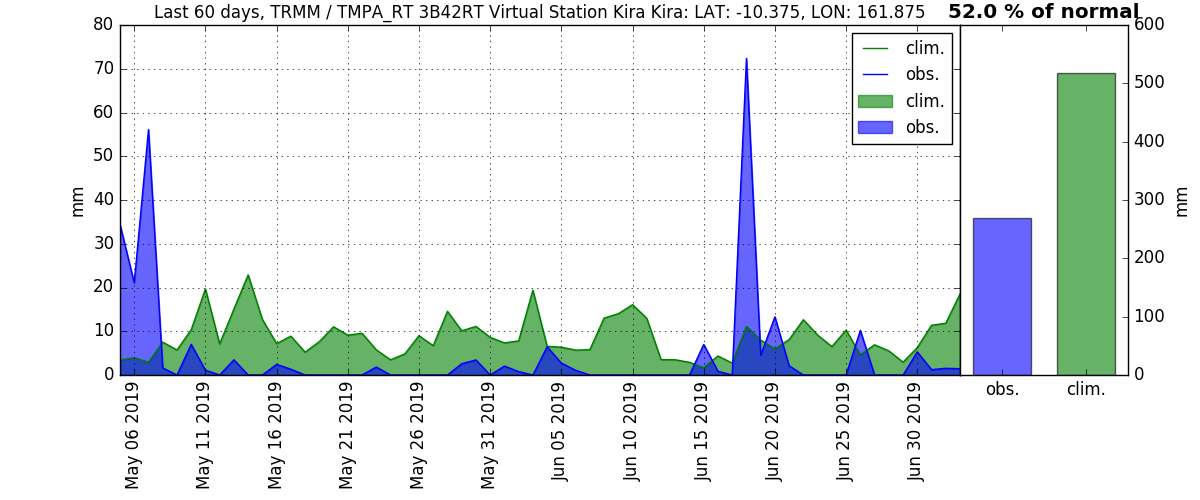 Last 60 days, TRMM / TMPA_RT 3B42RT Virtual Station Kira Kira: LAT: -10.375, LON: 161.875
52.0 % of normal
mm
80
70
60
50
40
30
20
10
0
clim.
obs.
clim.
obs.
May 06 2019
May 11 2019
May 16 2019
May 21 2019
May 26 2019
May 31 2019
Jun 05 2019
Jun 10 2019
Jun 15 2019
Jun 20 2019
Jun 25 2019
Jun 30 2019
600
500
400
300
200
100
0
mm
obs.
clim.